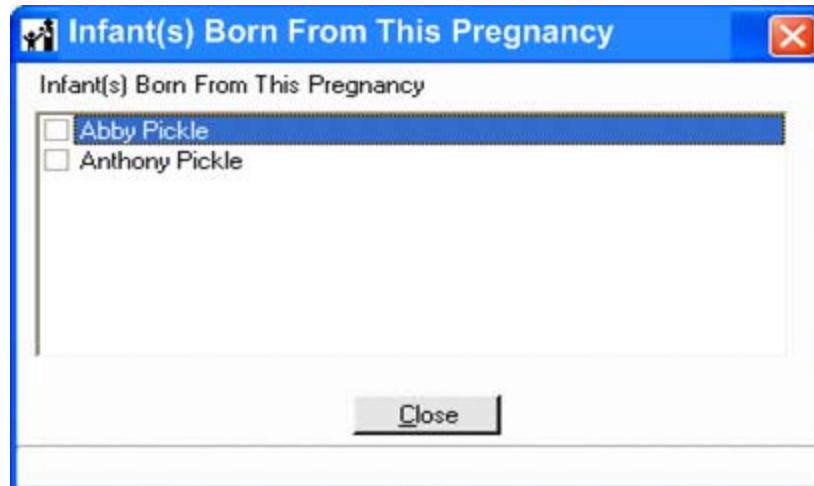 Infant(s) Born From This Pregnancy
Infant(s) Born From This Pregnancy
Abby Pickle
Anthony Pickle
Close